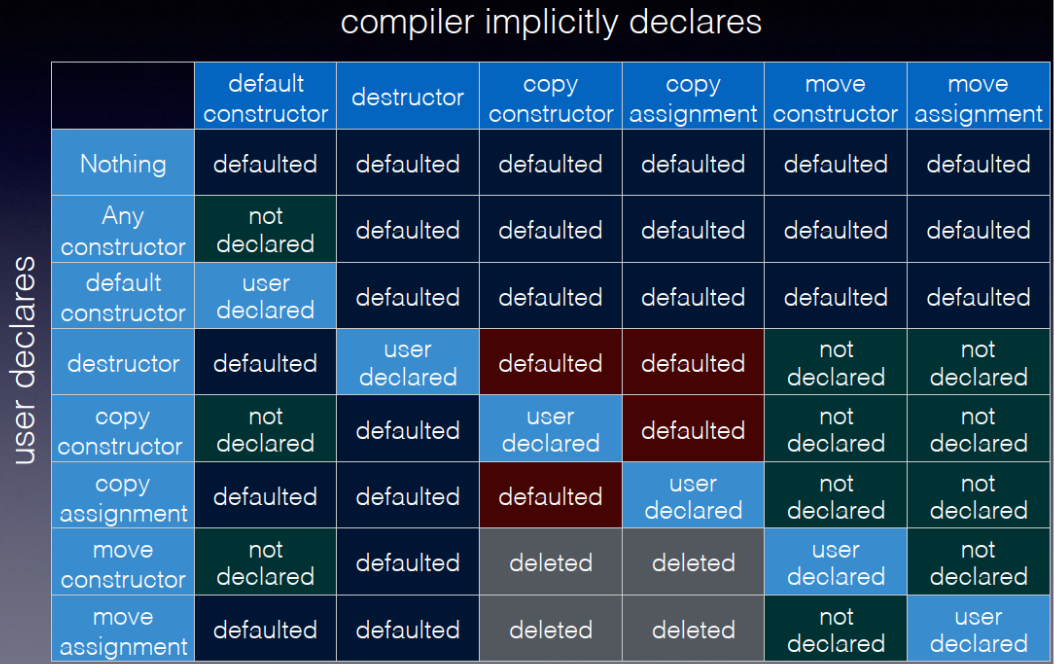 compiler implicitly declares
default constructor destructor copy constructor copy assignment move constructor move assignment
Nothing defaulted defaulted defaulted defaulted defaulted defaulted
Any constructor not declared defaulted defaulted defaulted defaulted defaulted
default constructor user declared defaulted defaulted defaulted defaulted defaulted
destructor defaulted user declared defaulted defaulted not declared not declared
copy constructor not declared defaulted user declared defaulted not declared not declared
copy assignment defaulted defaulted defaulted user declared not declared not declared
move constructor not declared defaulted deleted deleted user declared not declared
move assignment defaulted defaulted deleted deleted not declared user declared
user declares